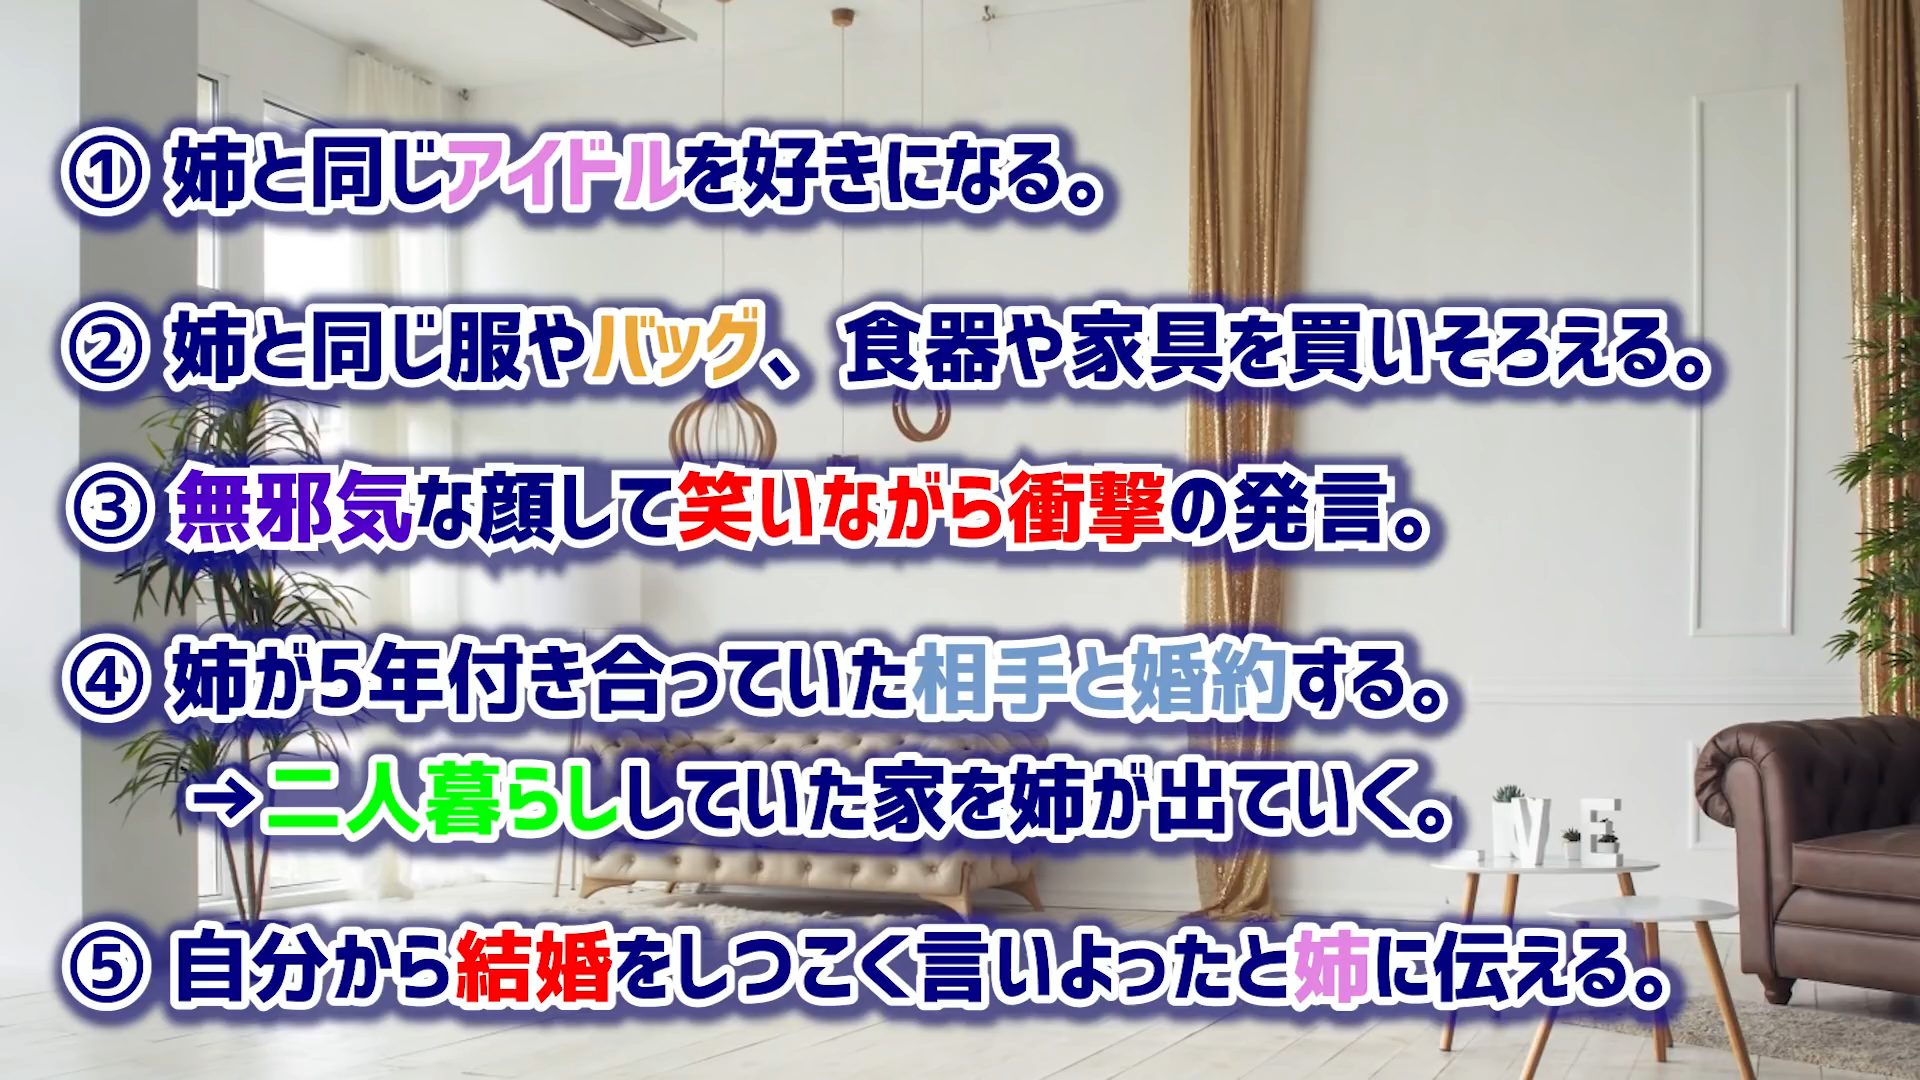 ① 姉と同じアイドルを好きになる。
② 姉と同じ服やバッグ、食器や家具を買いそろえる。
③ 無邪気な顔して笑いながら衝撃の発言。
④ 姉が5年付き合っていた相手と婚約する。
→二人暮らししていた家を姉が出ていく。
⑤ 自分から結婚をしつこく言いよったと姉に伝える。